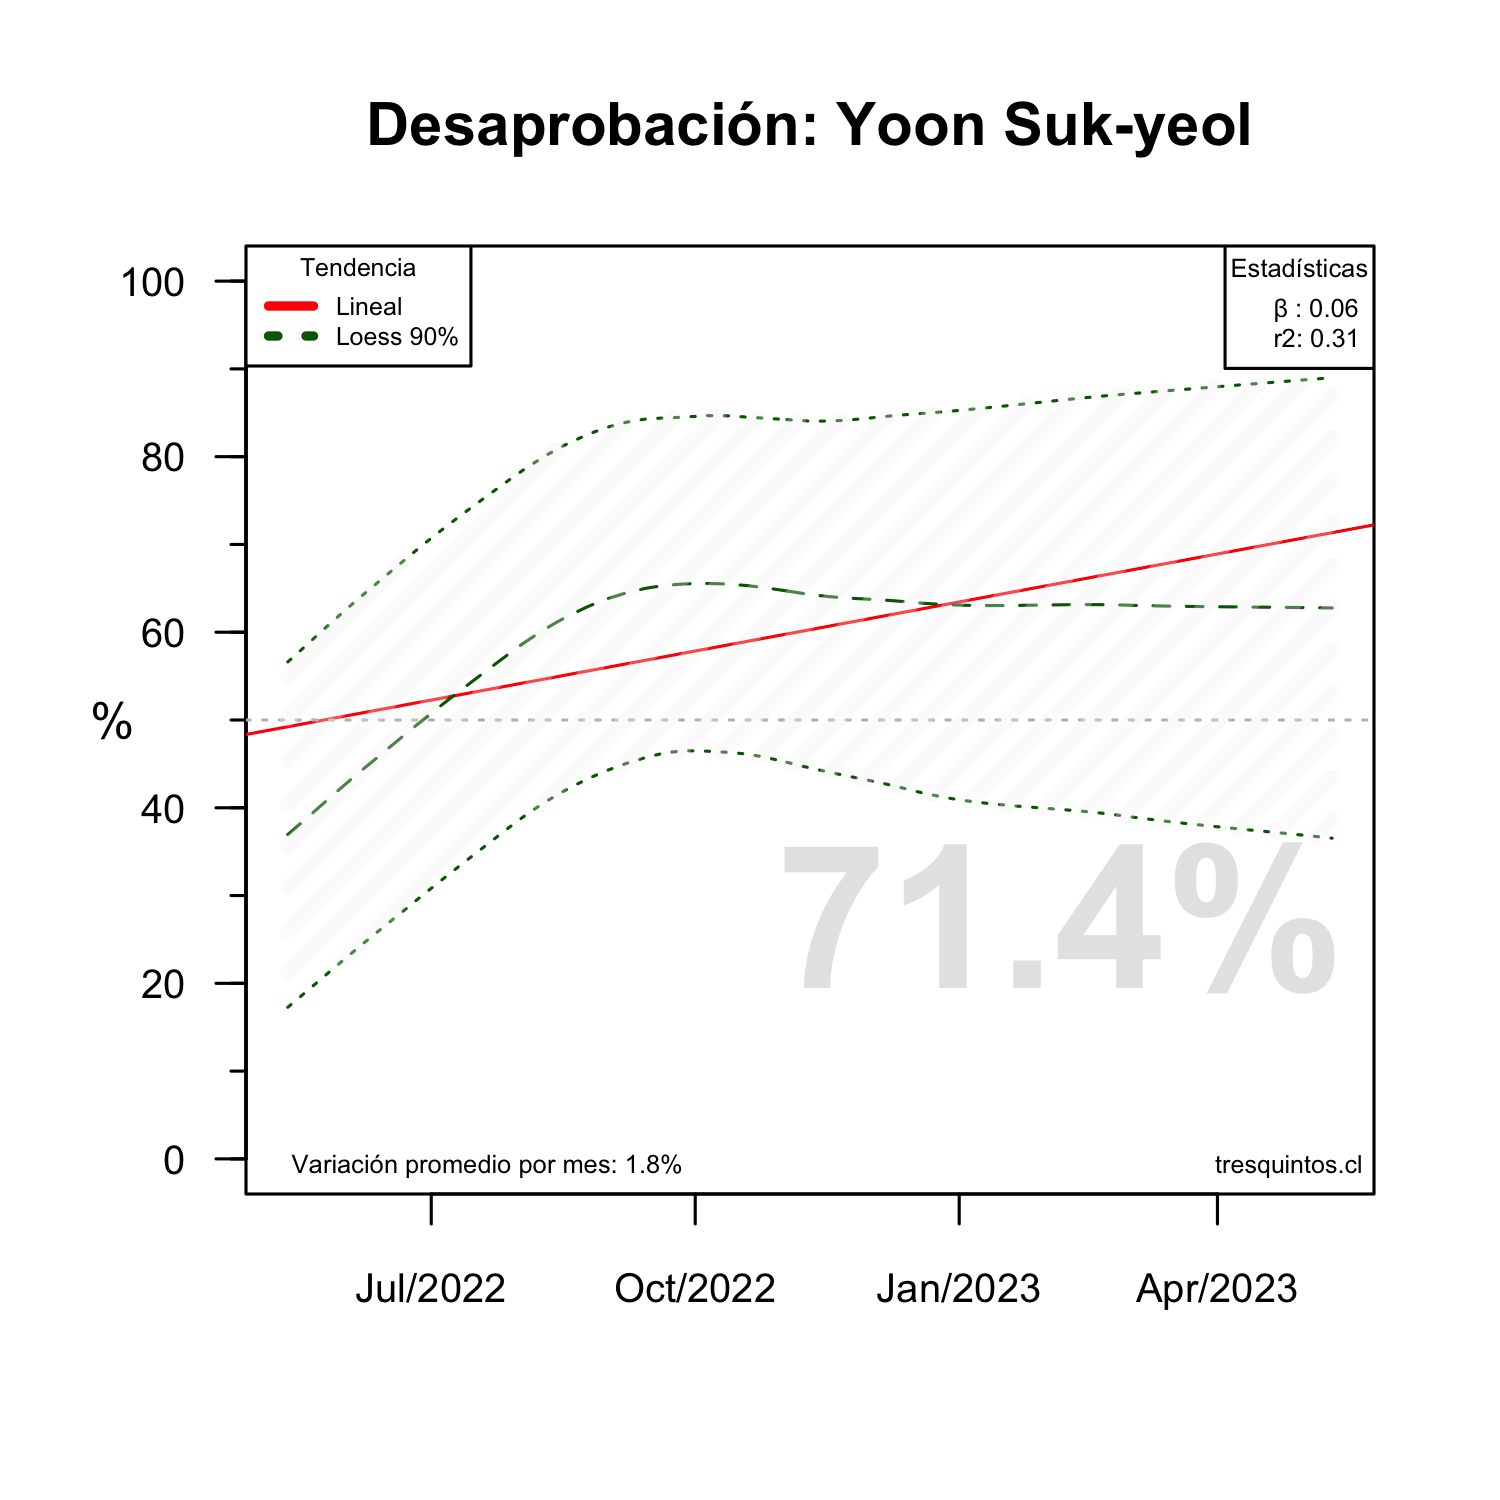 Desaprobación: Yoon Suk-yeol
Tendencia
Lineal
Loess 90%
Estadísticas
β : 0.06
r2: 0.31
100
80
60
%
40
20
0
71.4%
Variación promedio por mes: 1.8%
tresquintos.cl
Jul/2022
Oct/2022
Jan/2023
Apr/2023